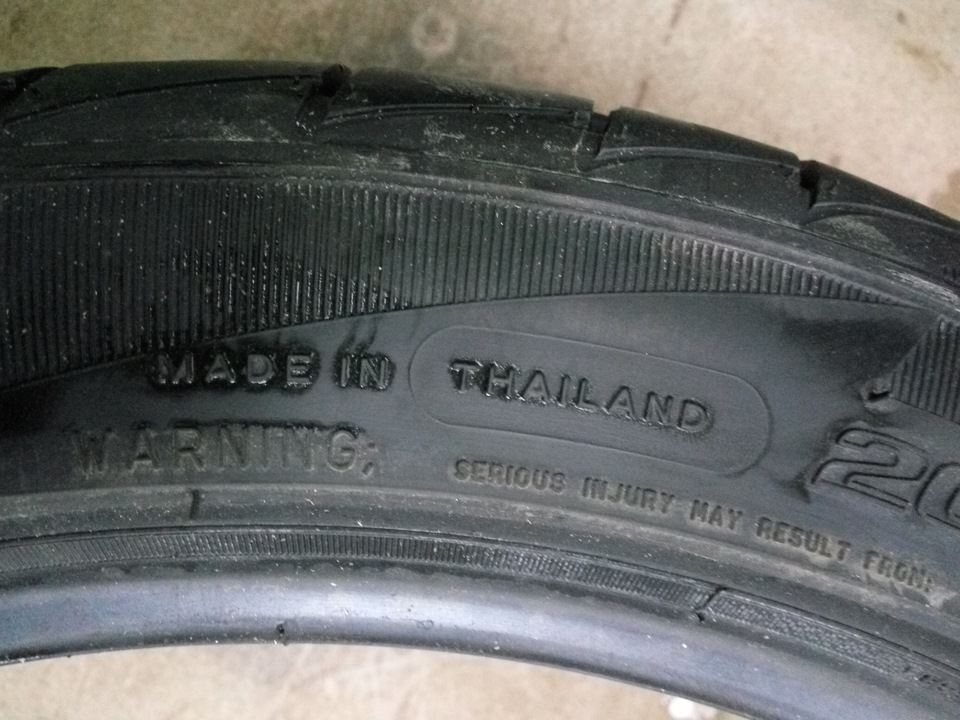 MADE IN THAILAND
WARNING; SERIOUS INJURY MAY RESULT FROM:
20